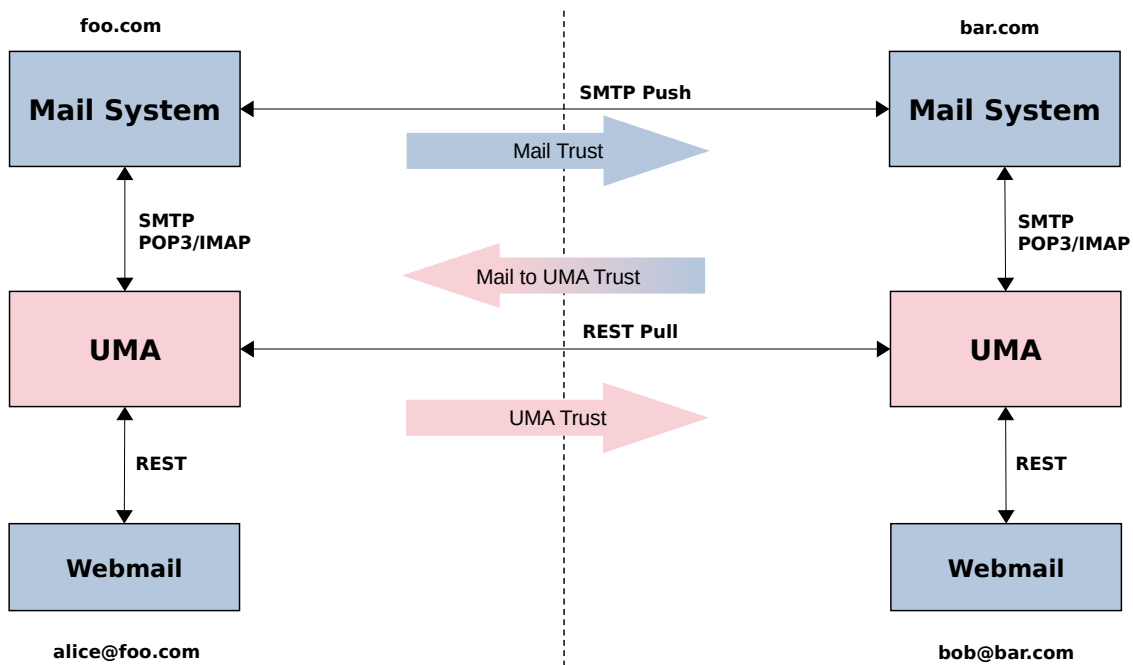 foo.com
bar.com
Mail System
SMTP Push
Mail System
Mail Trust
SMTP
POP3/IMAP
SMTP
POP3/IMAP
Mail to UMA Trust
UMA
REST Pull
UMA
UMA Trust
REST
REST
Webmail
Webmail
alice@foo.com
bob@bar.com